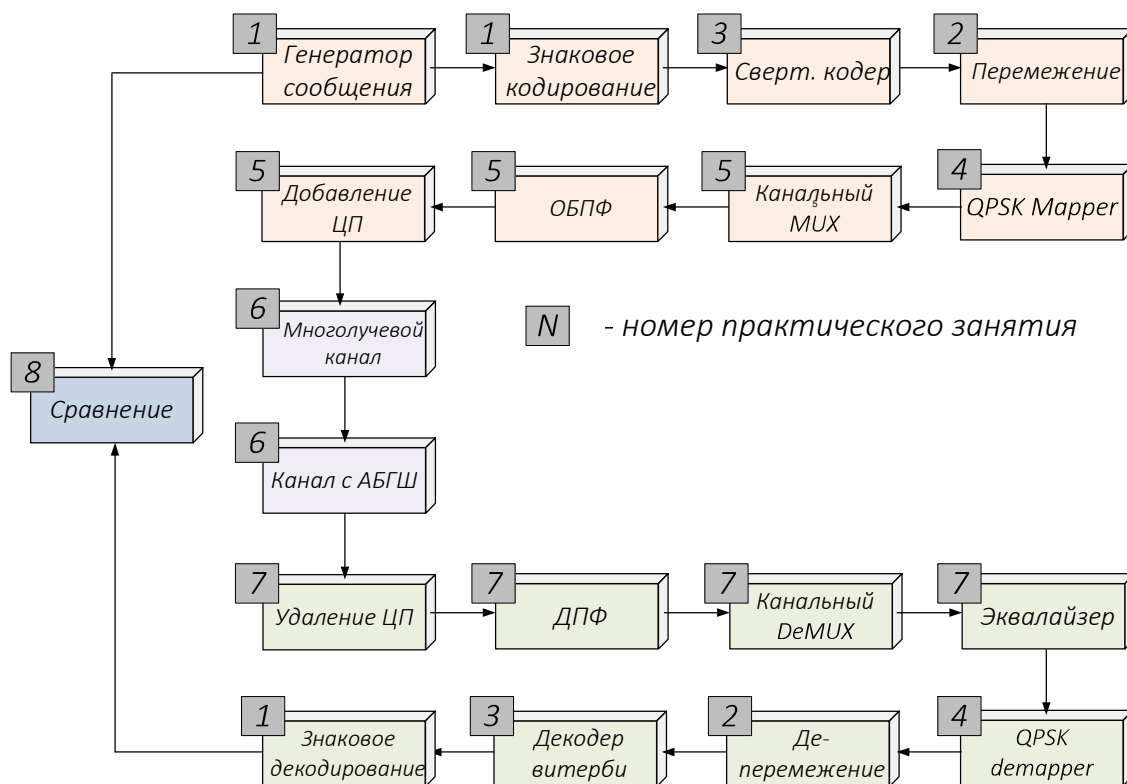 1
Генератор
сообщения
1
Знаковое
кодирование
3
Сверт. кодер
2
Перемежение
5
Добавление
ЦП
5
ОБПФ
5
Канальный
MUX
4
QPSK Mapper
6
Многолучевой
канал
N - номер практического занятия
8
Сравнение
6
Канал с АБГШ
7
Удаление ЦП
7
ДПФ
7
Канальный
DeMUX
7
Эквалайзер
1
Знаковое
декодирование
3
Декодер
витерби
2
Де-
перемежение
4
QPSK
demapper